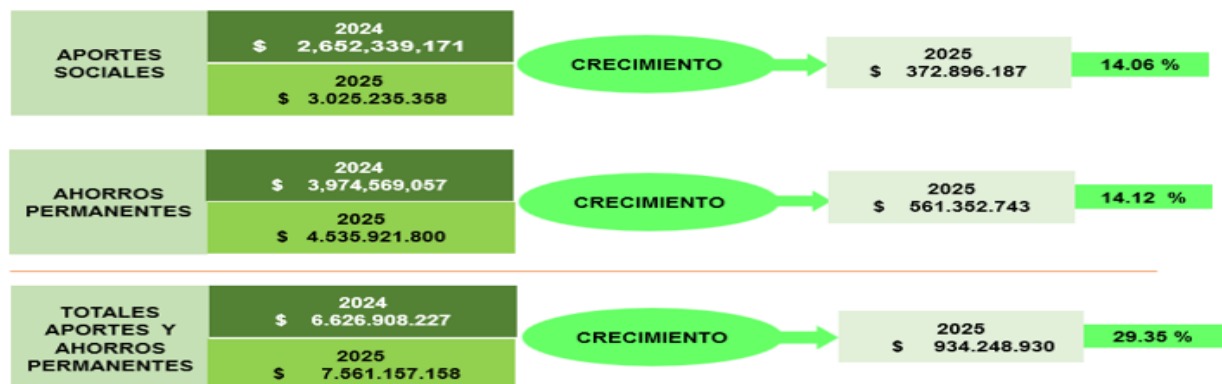 APORTES
SOCIALES
2024
$ 2,652,339,171
2025
$ 3.025.235.358
CRECIMIENTO
2025
$ 372.896.187
14.06 %
AHORROS
PERMANENTES
2024
$ 3,974,569,057
2025
$ 4.535.921.800
CRECIMIENTO
2025
$ 561.352.743
14.12 %
TOTALES
APORTES Y
AHORROS
PERMANENTES
2024
$ 6.626.908.227
2025
$ 7.561.157.158
CRECIMIENTO
2025
$ 934.248.930
29.35 %